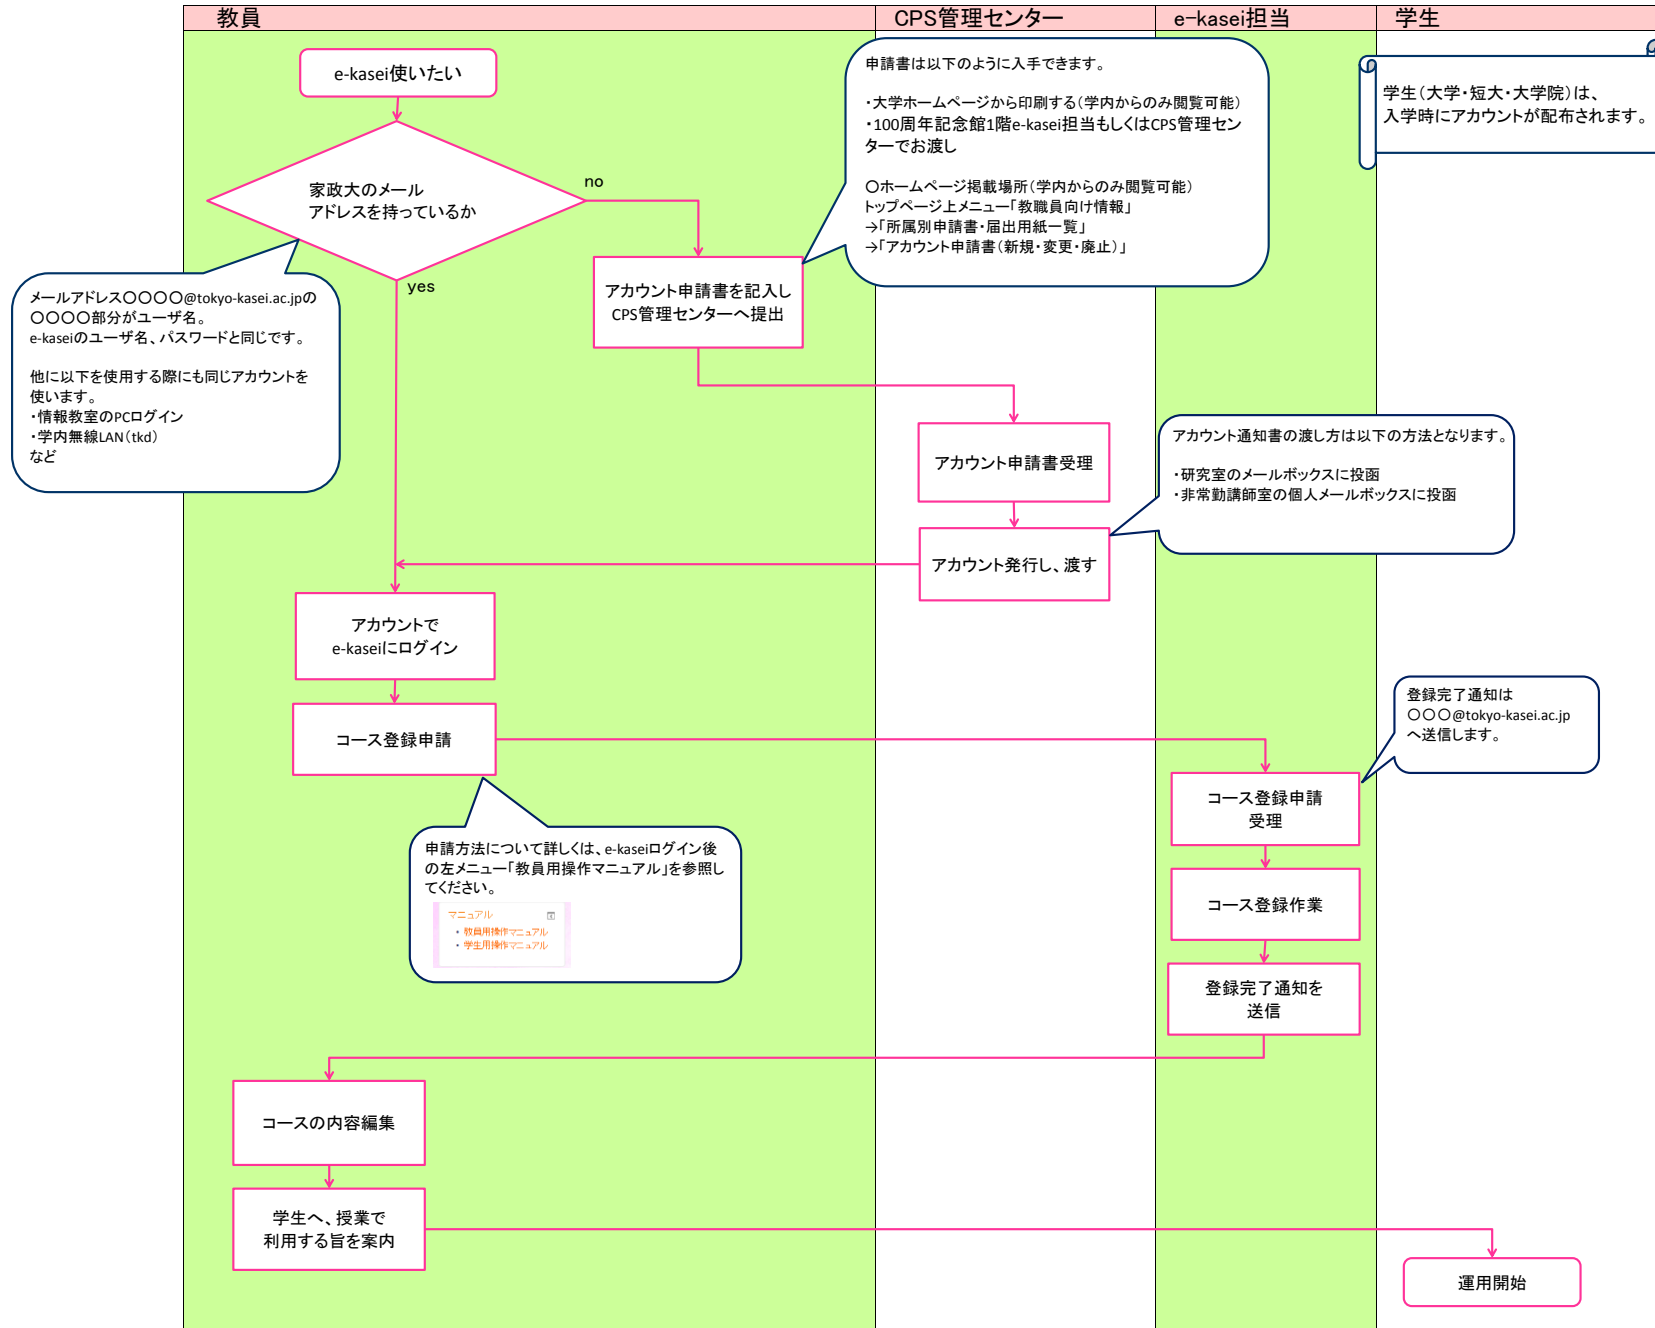 教員
CPS管理センター
e-kasei担当
学生
e-kasei使いたい
家政大のメール
アドレスを持っているか
no
yes
申請書は以下のように入手できます。
・大学ホームページから印刷する(学内からのみ閲覧可能)
・100周年記念館1階e-kasei担当もしくはCPS管理セン
ターでお渡し
○ホームページ掲載場所(学内からのみ閲覧可能)
トップページ上メニュー「教職員向け情報」
→「所属別申請書・届出用紙一覧」
→「アカウント申請書(新規・変更・廃止)」
学生(大学・短大・大学院)は、
入学時にアカウントが配布されます。
メールアドレス○○○○@tokyo-kasei.ac.jpの
○○○○部分がユーザ名。
e-kaseiのユーザ名、パスワードと同じです。
他に以下を使用する際にも同じアカウントを
使います。
・情報教室のPCログイン
・学内無線LAN(tkd)
など
アカウント申請書を記入し
CPS管理センターへ提出
アカウント申請書受理
アカウント通知書の渡し方は以下の方法となります。
・研究室のメールボックスに投函
・非常勤講師室の個人メールボックスに投函
アカウント発行し、渡す
アカウントで
e-kaseiにログイン
コース登録申請
登録完了通知は
○○○@tokyo-kasei.ac.jp
へ送信します。
コース登録申請
受理
申請方法について詳しくは、e-kaseiログイン後
の左メニュー「教員用操作マニュアル」を参照し
てください。
マニュアル
・教員用操作マニュアル
・学生用操作マニュアル
コース登録作業
登録完了通知を
送信
コースの内容編集
学生へ、授業で
利用する旨を案内
運用開始